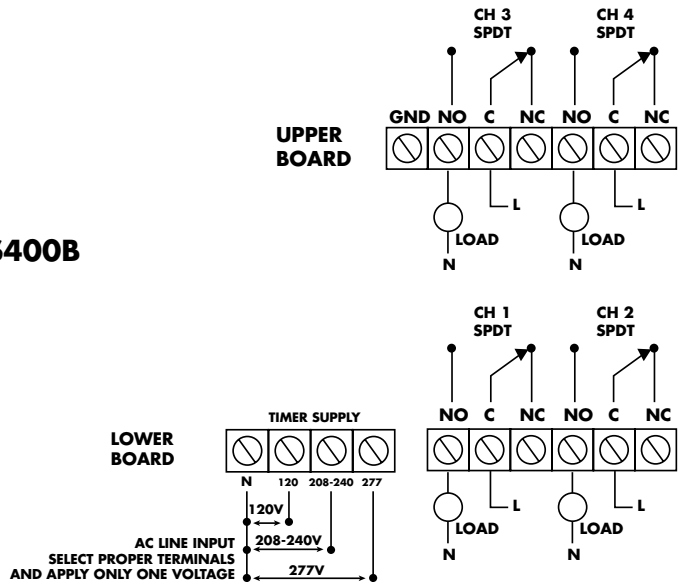 CH 3 CH 4
SPDT SPDT
GND NO C NC NO C NC
UPPER
BOARD
L L
LOAD LOAD
N N
6400B
CH 1 CH 2
SPDT SPDT
TIMER SUPPLY
NO C NC NO C NC
LOWER
BOARD
N 120 208-240 277
120V
L L
LOAD LOAD
N N
AC LINE INPUT 208-240V
SELECT PROPER TERMINALS
AND APPLY ONLY ONE VOLTAGE 277V